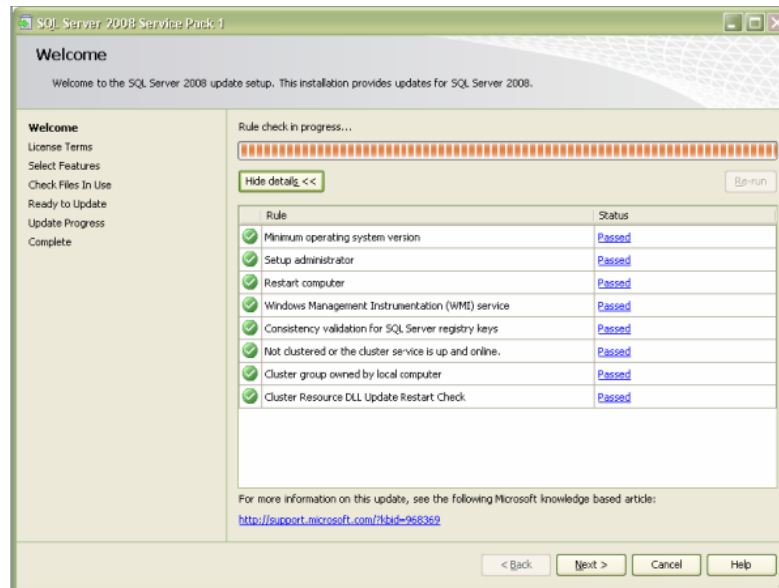 SQL Server 2008 Service Pack 1
Welcome
Welcome to the SQL Server 2008 update setup. This installation provides updates for SQL Server 2008.
Welcome
License Terms
Select Features
Check Files In Use
Ready to Update
Update Progress
Complete
Rule check in progress...
Hide details <<
Re-run
Rule Status
Minimum operating system version Passed
Setup administrator Passed
Restart computer Passed
Windows Management Instrumentation (WMI) service Passed
Consistency validation for SQL Server registry keys Passed
Not clustered or the cluster service is up and online. Passed
Cluster group owned by local computer Passed
Cluster Resource DLL Update Restart Check Passed
For more information on this update, see the following Microsoft knowledge based article:
http://support.microsoft.com/?kbid=968369
< Back Next > Cancel Help